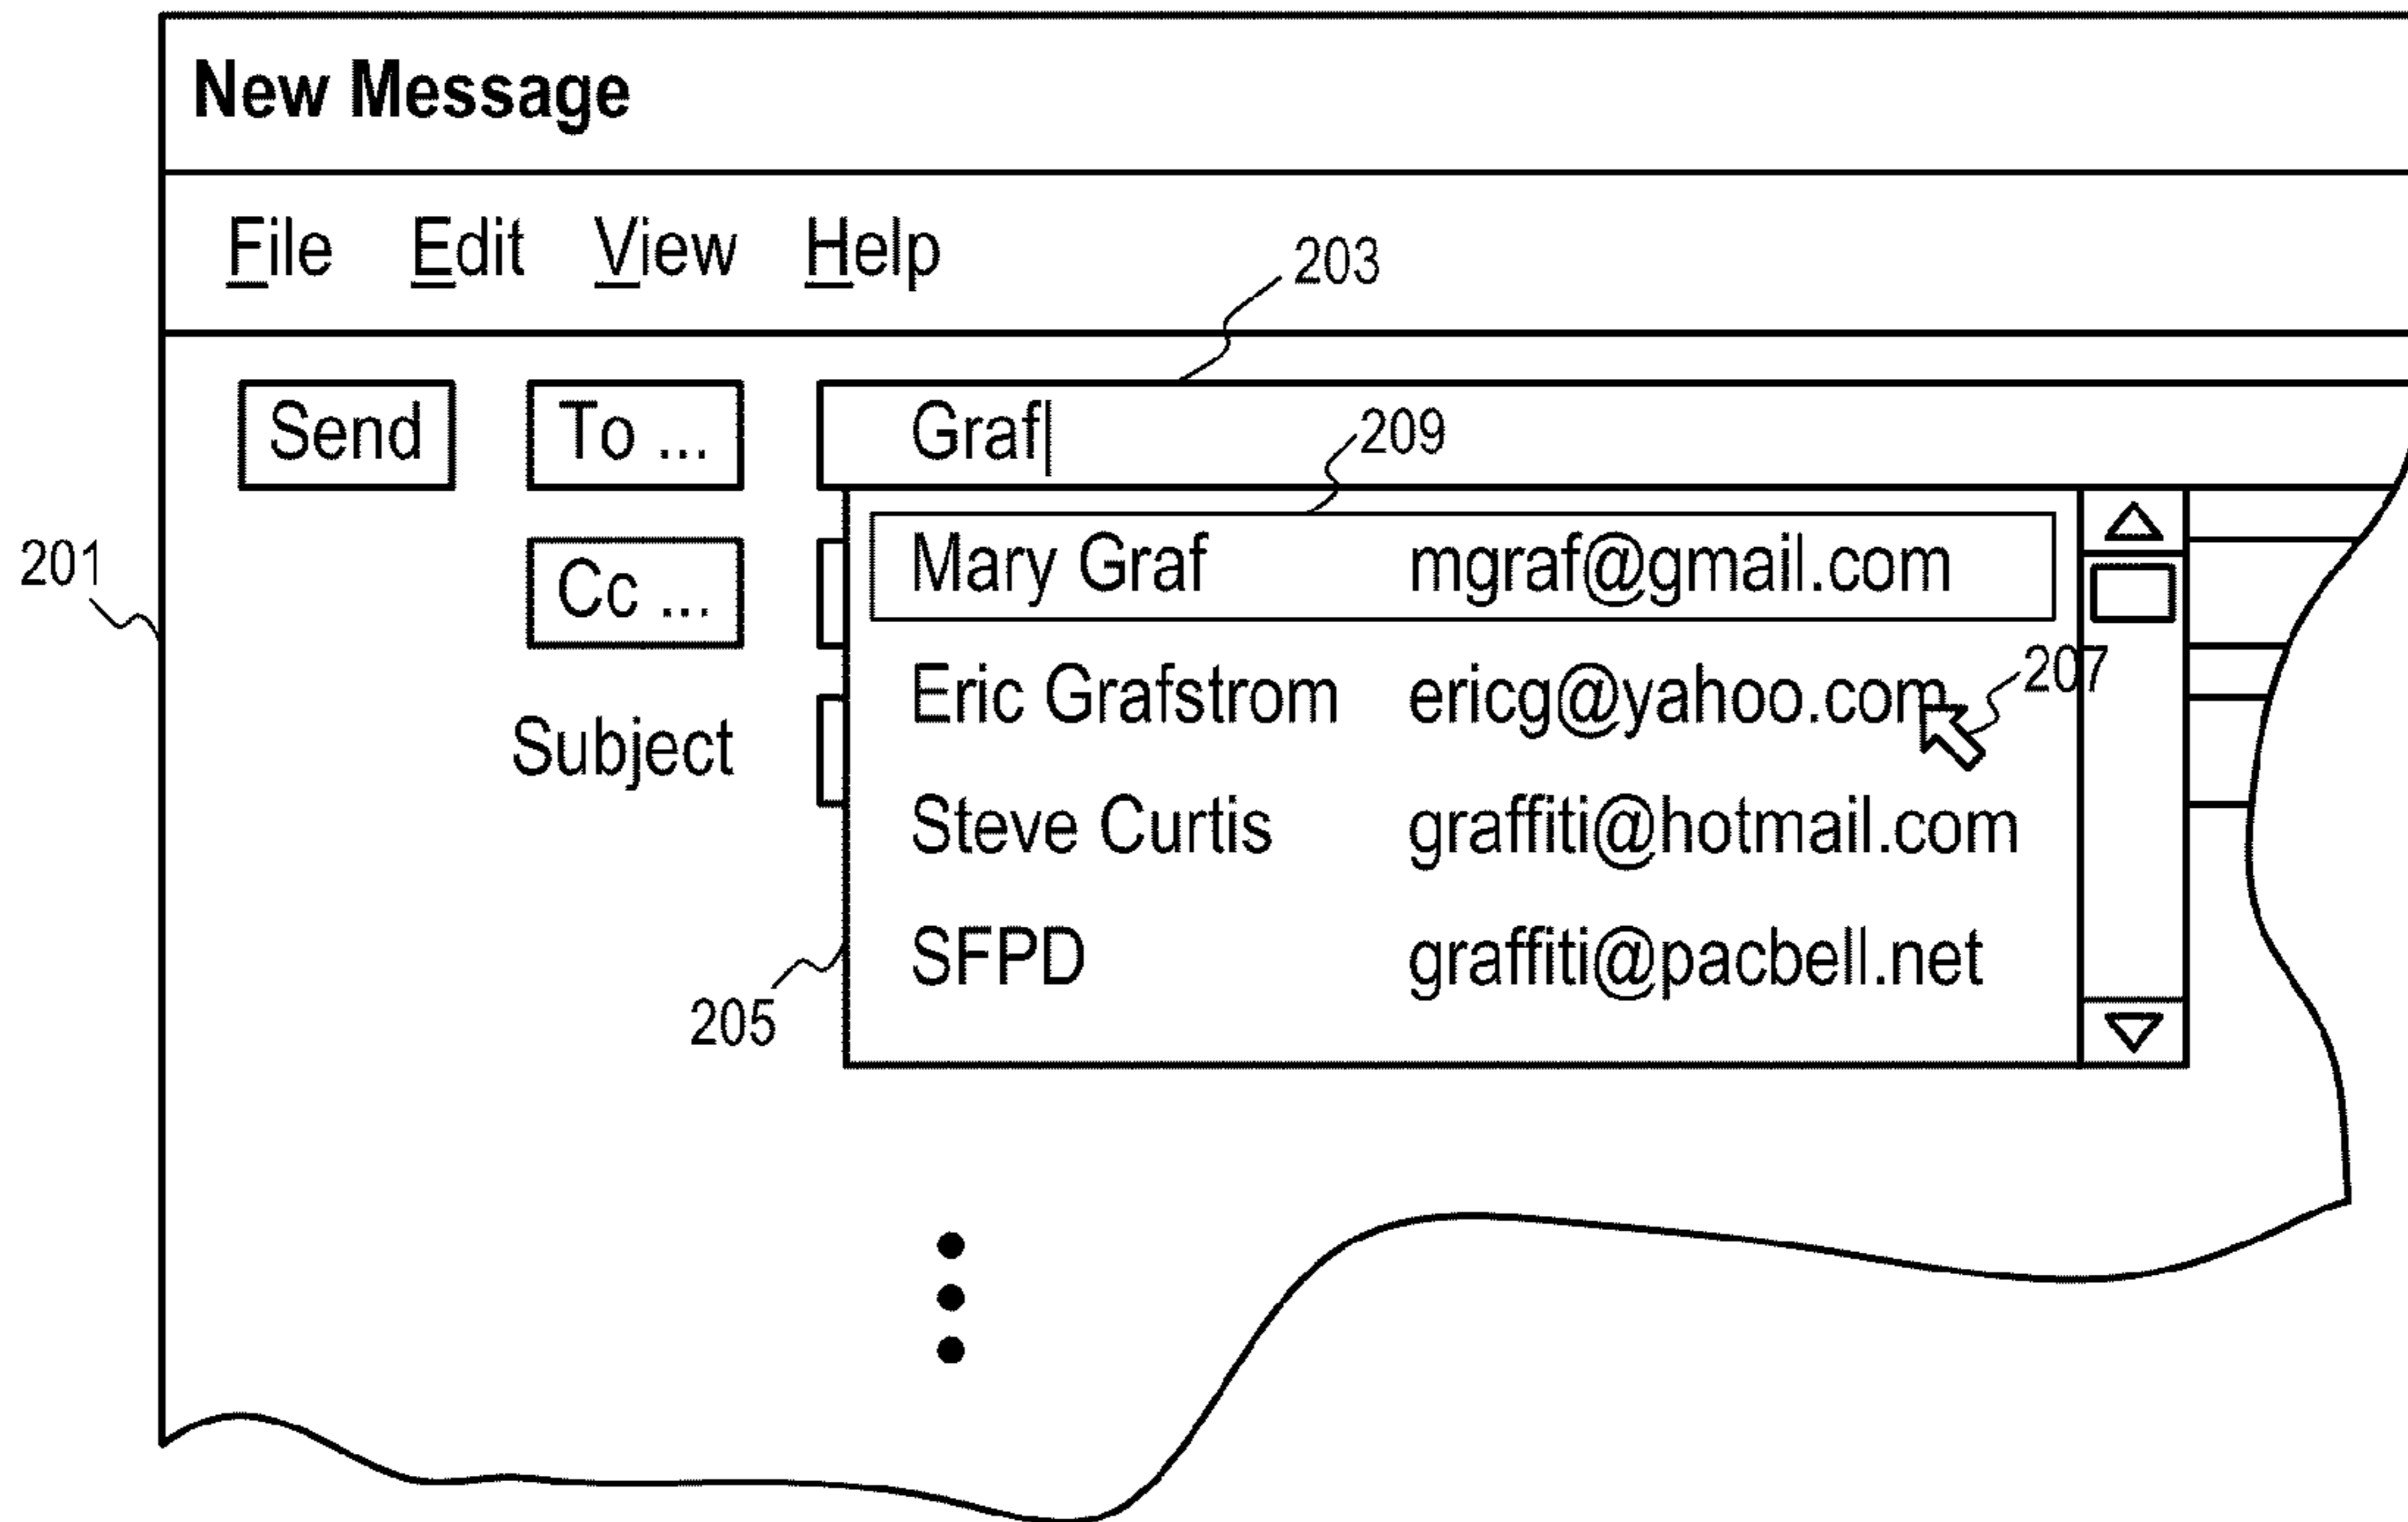 New Message
File Edit View Help
203
Send To ... Graf
209
Mary Graf mgraf@gmail.com
201
Cc ...
Eric Grafstrom ericg@yahoo.com
207
Subject
Steve Curtis graffiti@hotmail.com
SFPD graffiti@pacbell.net
205